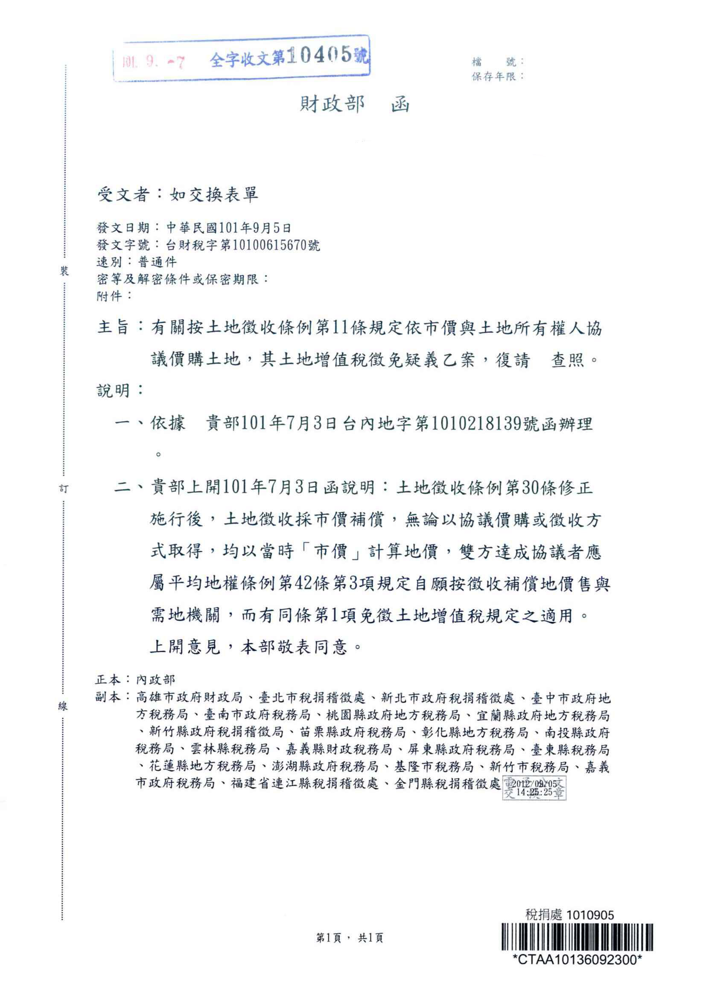 101. 9. -7 全字收文第10405號
檔 號：
保存年限：
財政部 函
受文者：如交換表單
發文日期：中華民國101年9月5日
發文字號：台財稅字第10100615670號
速別：普通件
密等及解密條件或保密期限：
附件：
主旨：有關按土地徵收條例第11條規定依市價與土地所有權人協
議價購土地，其土地增值稅徵免疑義乙案，復請 查照。
說明：
一、依據 貴部101年7月3日台內地字第1010218139號函辦理
。
二、貴部上開101年7月3日函說明：土地徵收條例第30條修正
施行後，土地徵收採市價補償，無論以協議價購或徵收方
式取得，均以當時「市價」計算地價，雙方達成協議者應
屬平均地權條例第42條第3項規定自願按徵收補償地價售與
需地機關，而有同條第1項免徵土地增值稅規定之適用。
上開意見，本部敬表同意。
正本：內政部
副本：高雄市政府財政局、臺北市稅捐稽徵處、新北市政府稅捐稽徵處、臺中市政府地
方稅務局、臺南市政府稅務局、桃園縣政府地方稅務局、宜蘭縣政府地方稅務局
、新竹縣政府稅捐稽徵局、苗栗縣政府稅務局、彰化縣地方稅務局、南投縣政府
稅務局、雲林縣稅務局、嘉義縣財政稅務局、屏東縣政府稅務局、臺東縣稅務局
、花蓮縣地方稅務局、澎湖縣政府稅務局、基隆市稅務局、新竹市稅務局、嘉義
市政府稅務局、福建省連江縣稅捐稽徵處、金門縣稅捐稽徵處
電子公文
2012/09/05
14:25:25
交換章
裝
訂
線
稅捐處 1010905
第1頁，共1頁
*CTAA10136092300*